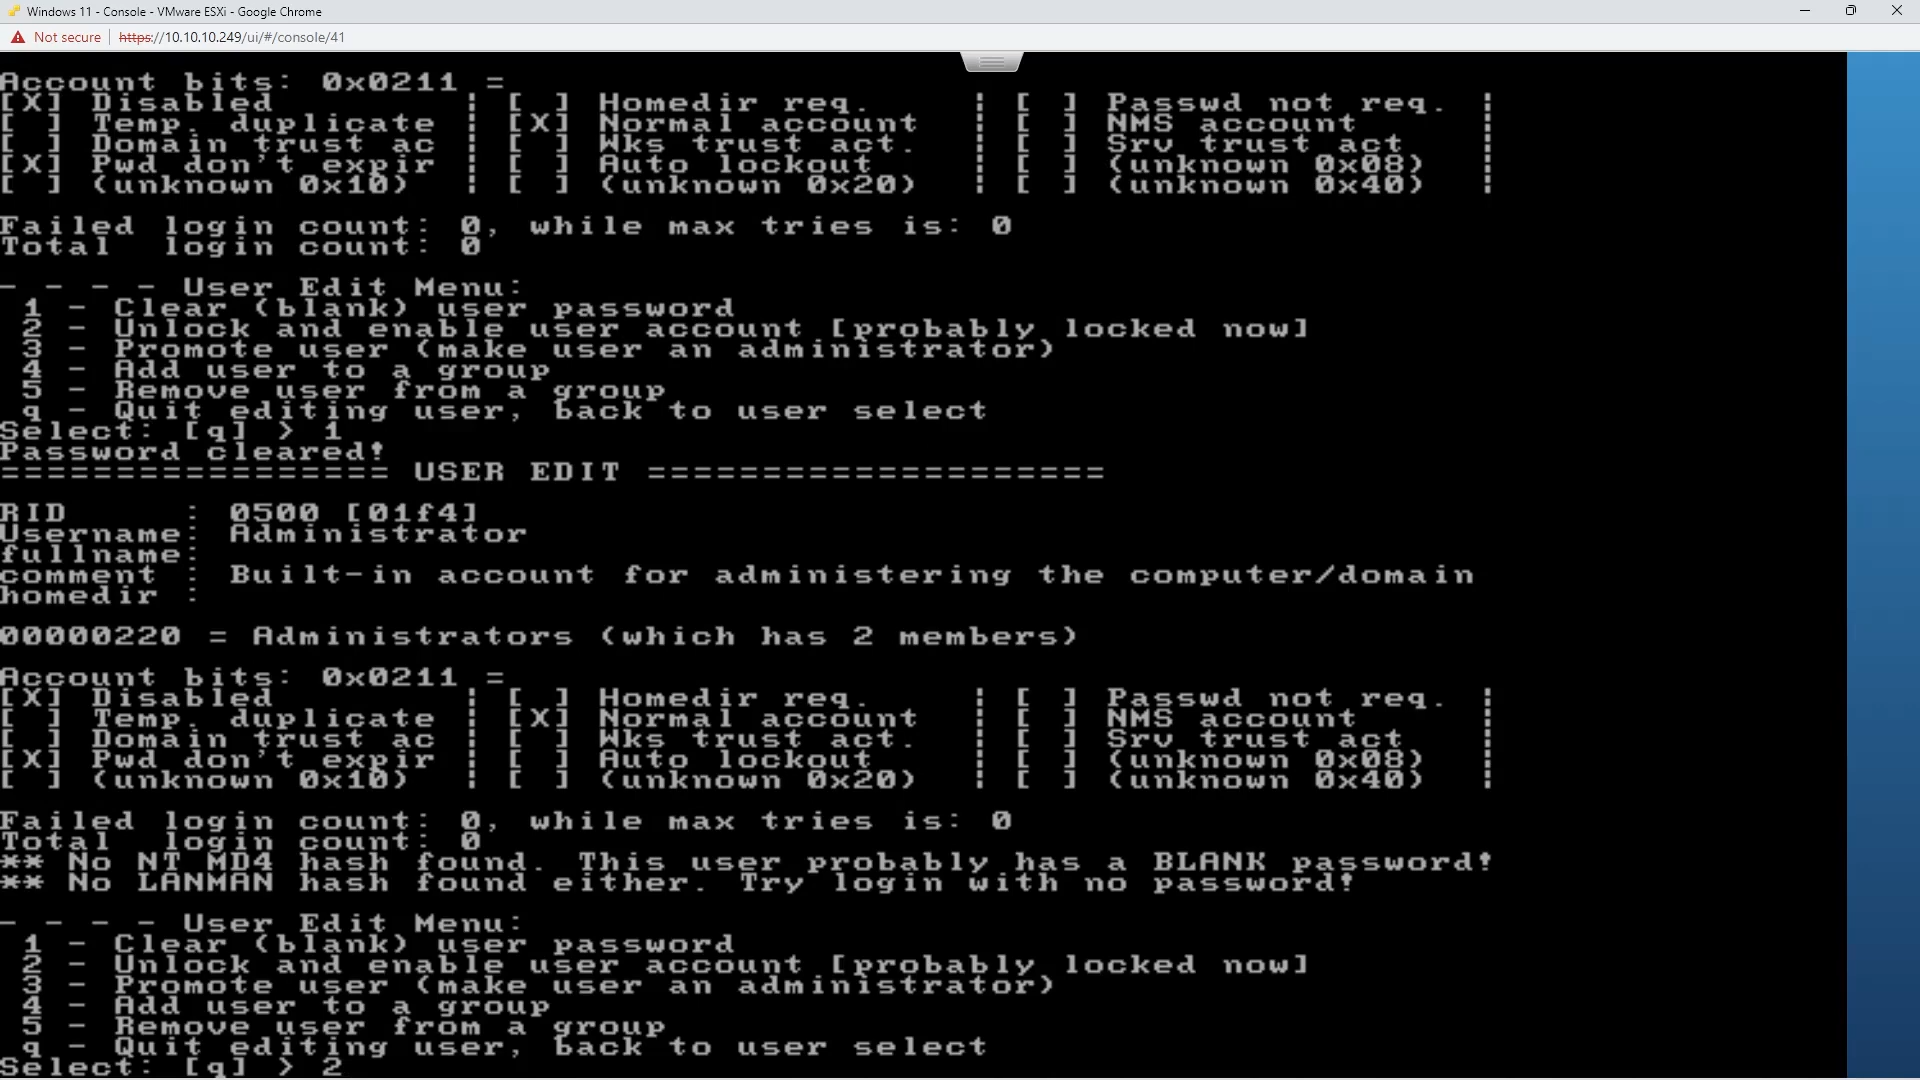 Windows 11 - Console - VMware ESXi - Google Chrome
Not secure | https://10.10.10.249/ui/#/console/41
Account bits: 0x0211 =
[X] Disabled | [ ] Homedir req. | [ ] Passwd not req. |
[ ] Temp. duplicate | [X] Normal account | [ ] NMS account |
[ ] Domain trust ac | [ ] Wks trust act. | [ ] Srv trust act |
[X] Pwd don't expir | [ ] Auto lockout | [ ] (unknown 0x08) |
[ ] (unknown 0x10) | [ ] (unknown 0x20) | [ ] (unknown 0x40) |
Failed login count: 0, while max tries is: 0
Total login count: 0
- - - - User Edit Menu:
1 - Clear (blank) user password
2 - Unlock and enable user account [probably locked now]
3 - Promote user (make user an administrator)
4 - Add user to a group
5 - Remove user from a group
q - Quit editing user, back to user select
Select: [q] > 1
Password cleared!
================= USER EDIT ====================
RID : 0500 [01f4]
Username: Administrator
fullname:
comment : Built-in account for administering the computer/domain
homedir :
00000220 = Administrators (which has 2 members)
Account bits: 0x0211 =
[X] Disabled | [ ] Homedir req. | [ ] Passwd not req. |
[ ] Temp. duplicate | [X] Normal account | [ ] NMS account |
[ ] Domain trust ac | [ ] Wks trust act. | [ ] Srv trust act |
[X] Pwd don't expir | [ ] Auto lockout | [ ] (unknown 0x08) |
[ ] (unknown 0x10) | [ ] (unknown 0x20) | [ ] (unknown 0x40) |
Failed login count: 0, while max tries is: 0
Total login count: 0
** No NT MD4 hash found. This user probably has a BLANK password!
** No LANMAN hash found either. Try login with no password!
- - - - User Edit Menu:
1 - Clear (blank) user password
2 - Unlock and enable user account [probably locked now]
3 - Promote user (make user an administrator)
4 - Add user to a group
5 - Remove user from a group
q - Quit editing user, back to user select
Select: [q] > 2